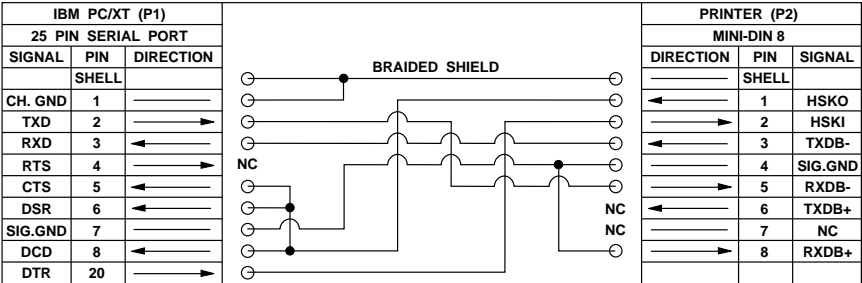 IBM PC/XT (P1) PRINTER (P2)
25 PIN SERIAL PORT MINI-DIN 8
SIGNAL PIN DIRECTION BRAIDED SHIELD DIRECTION PIN SIGNAL
SHELL SHELL
CH. GND 1 1 HSKO
TXD 2 2 HSKI
RXD 3 3 TXDB-
RTS 4 NC 4 SIG.GND
CTS 5 5 RXDB-
DSR 6 NC 6 TXDB+
SIG.GND 7 NC 7 NC
DCD 8 8 RXDB+
DTR 20